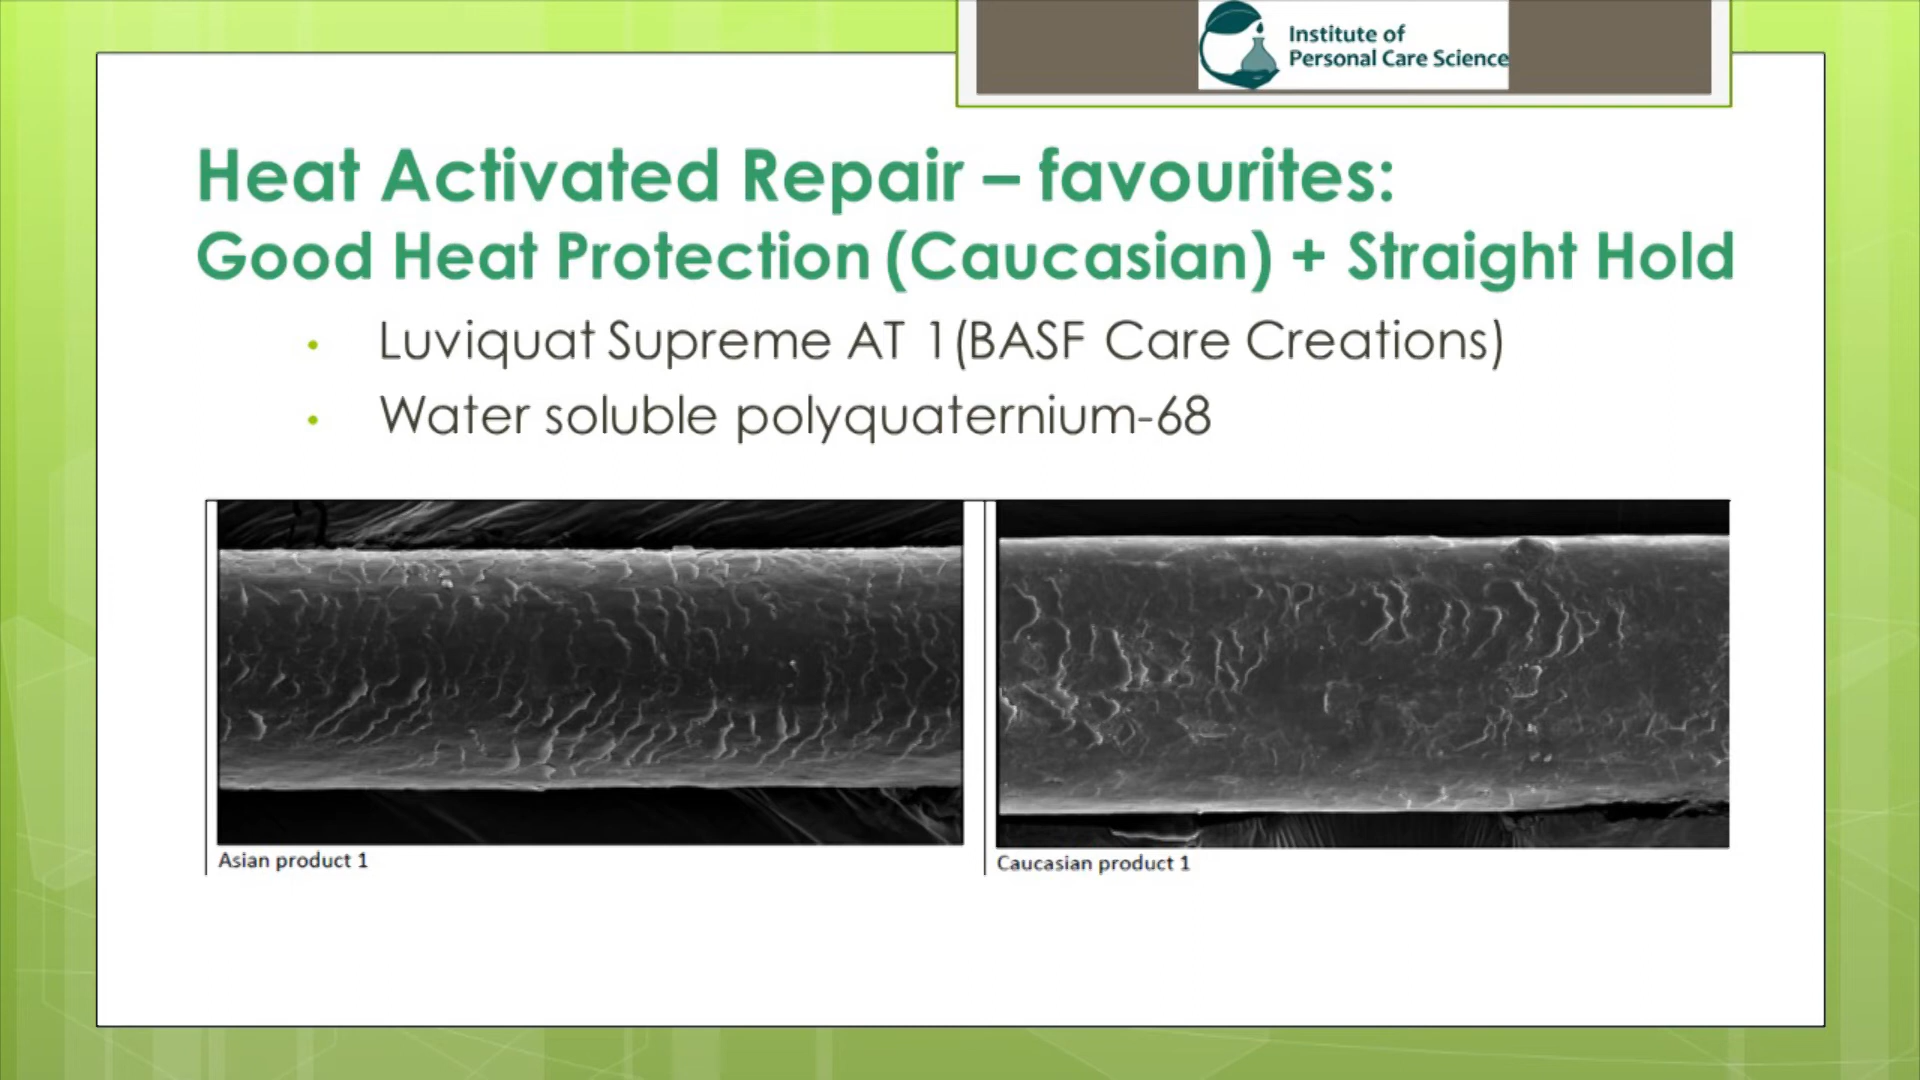 Institute of
Personal Care Science
Heat Activated Repair – favourites:
Good Heat Protection (Caucasian) + Straight Hold
• Luviquat Supreme AT 1(BASF Care Creations)
• Water soluble polyquaternium-68
Asian product 1
Caucasian product 1